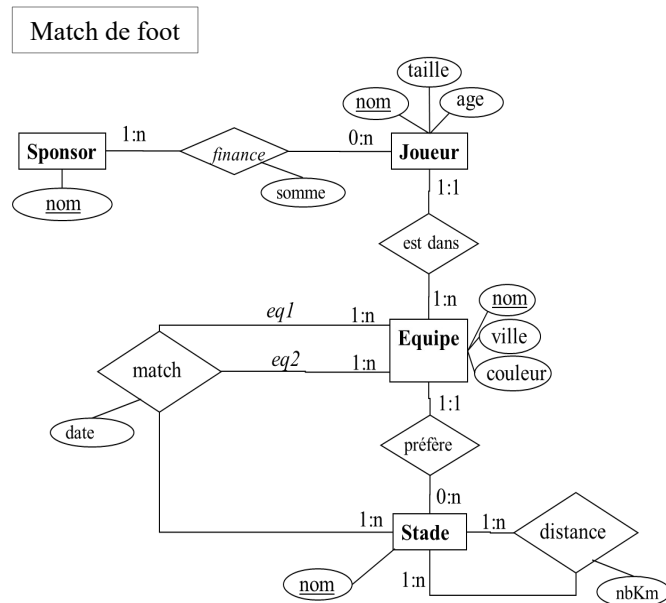 Match de foot
taille
nom
age
1:n
0:n
Sponsor
finance
Joueur
somme
nom
1:1
est dans
1:n
nom
eq1
1:n
Equipe
ville
match
eq2
1:n
couleur
date
1:1
préfère
0:n
1:n
Stade
1:n
distance
nom
1:n
nbKm